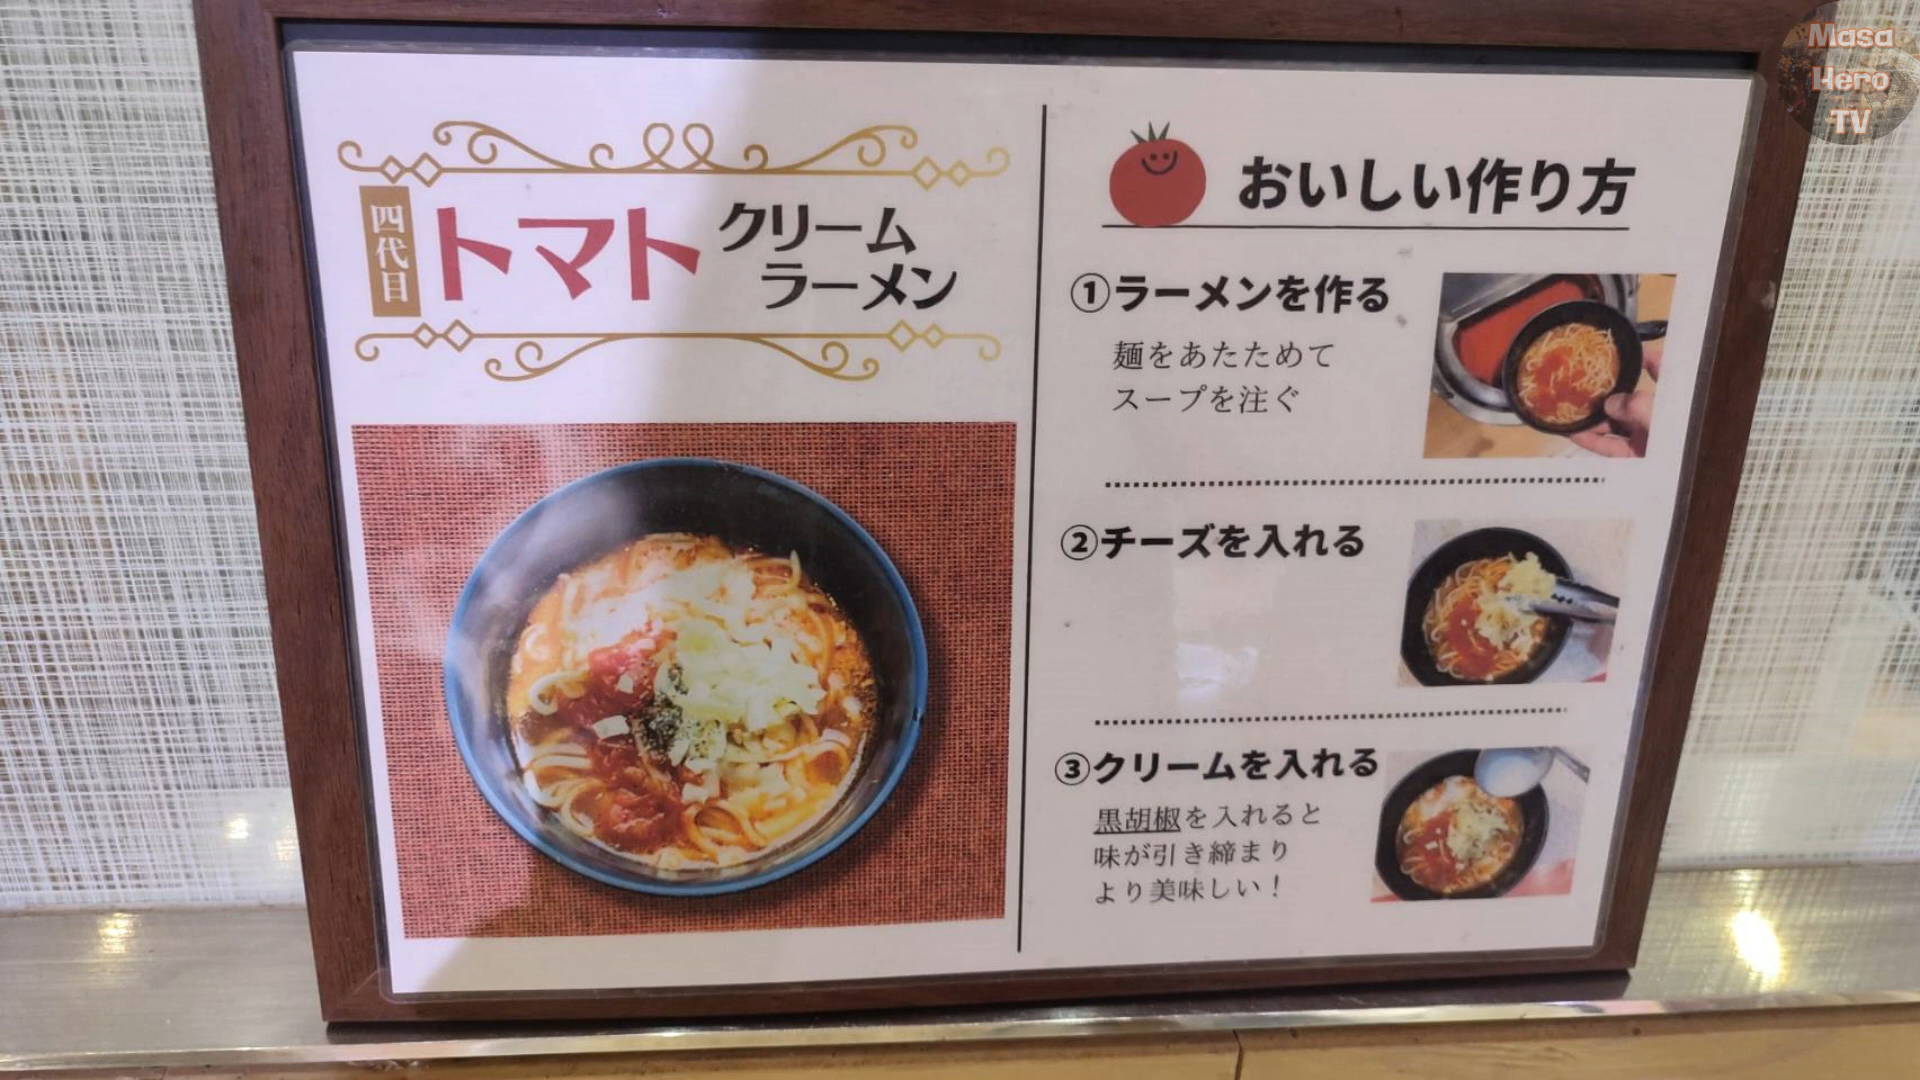 四代目
トマト
クリーム
ラーメン
おいしい作り方
①ラーメンを作る
麺をあたためて
スープを注ぐ
②チーズを入れる
③クリームを入れる
黒胡椒を入れると
味が引き締まり
より美味しい！
Masa
Hero
TV